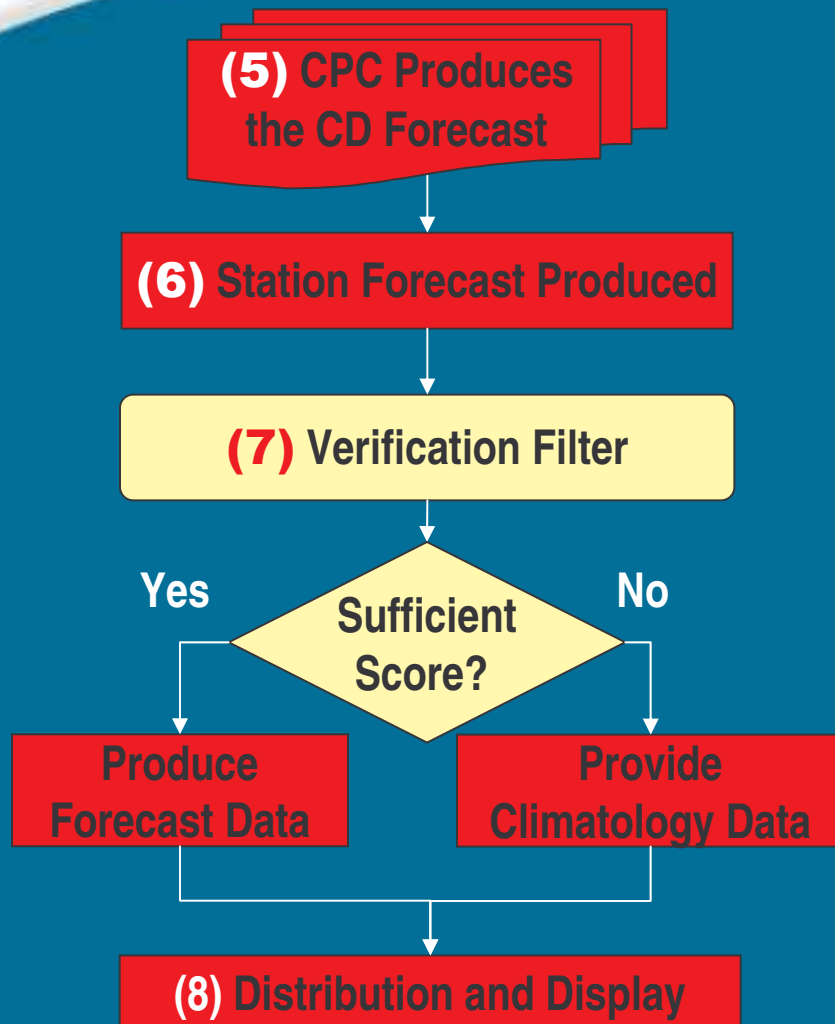 (5) CPC Produces
the CD Forecast
(6) Station Forecast Produced
(7) Verification Filter
Yes
No
Sufficient
Score?
Produce
Forecast Data
Provide
Climatology Data
(8) Distribution and Display